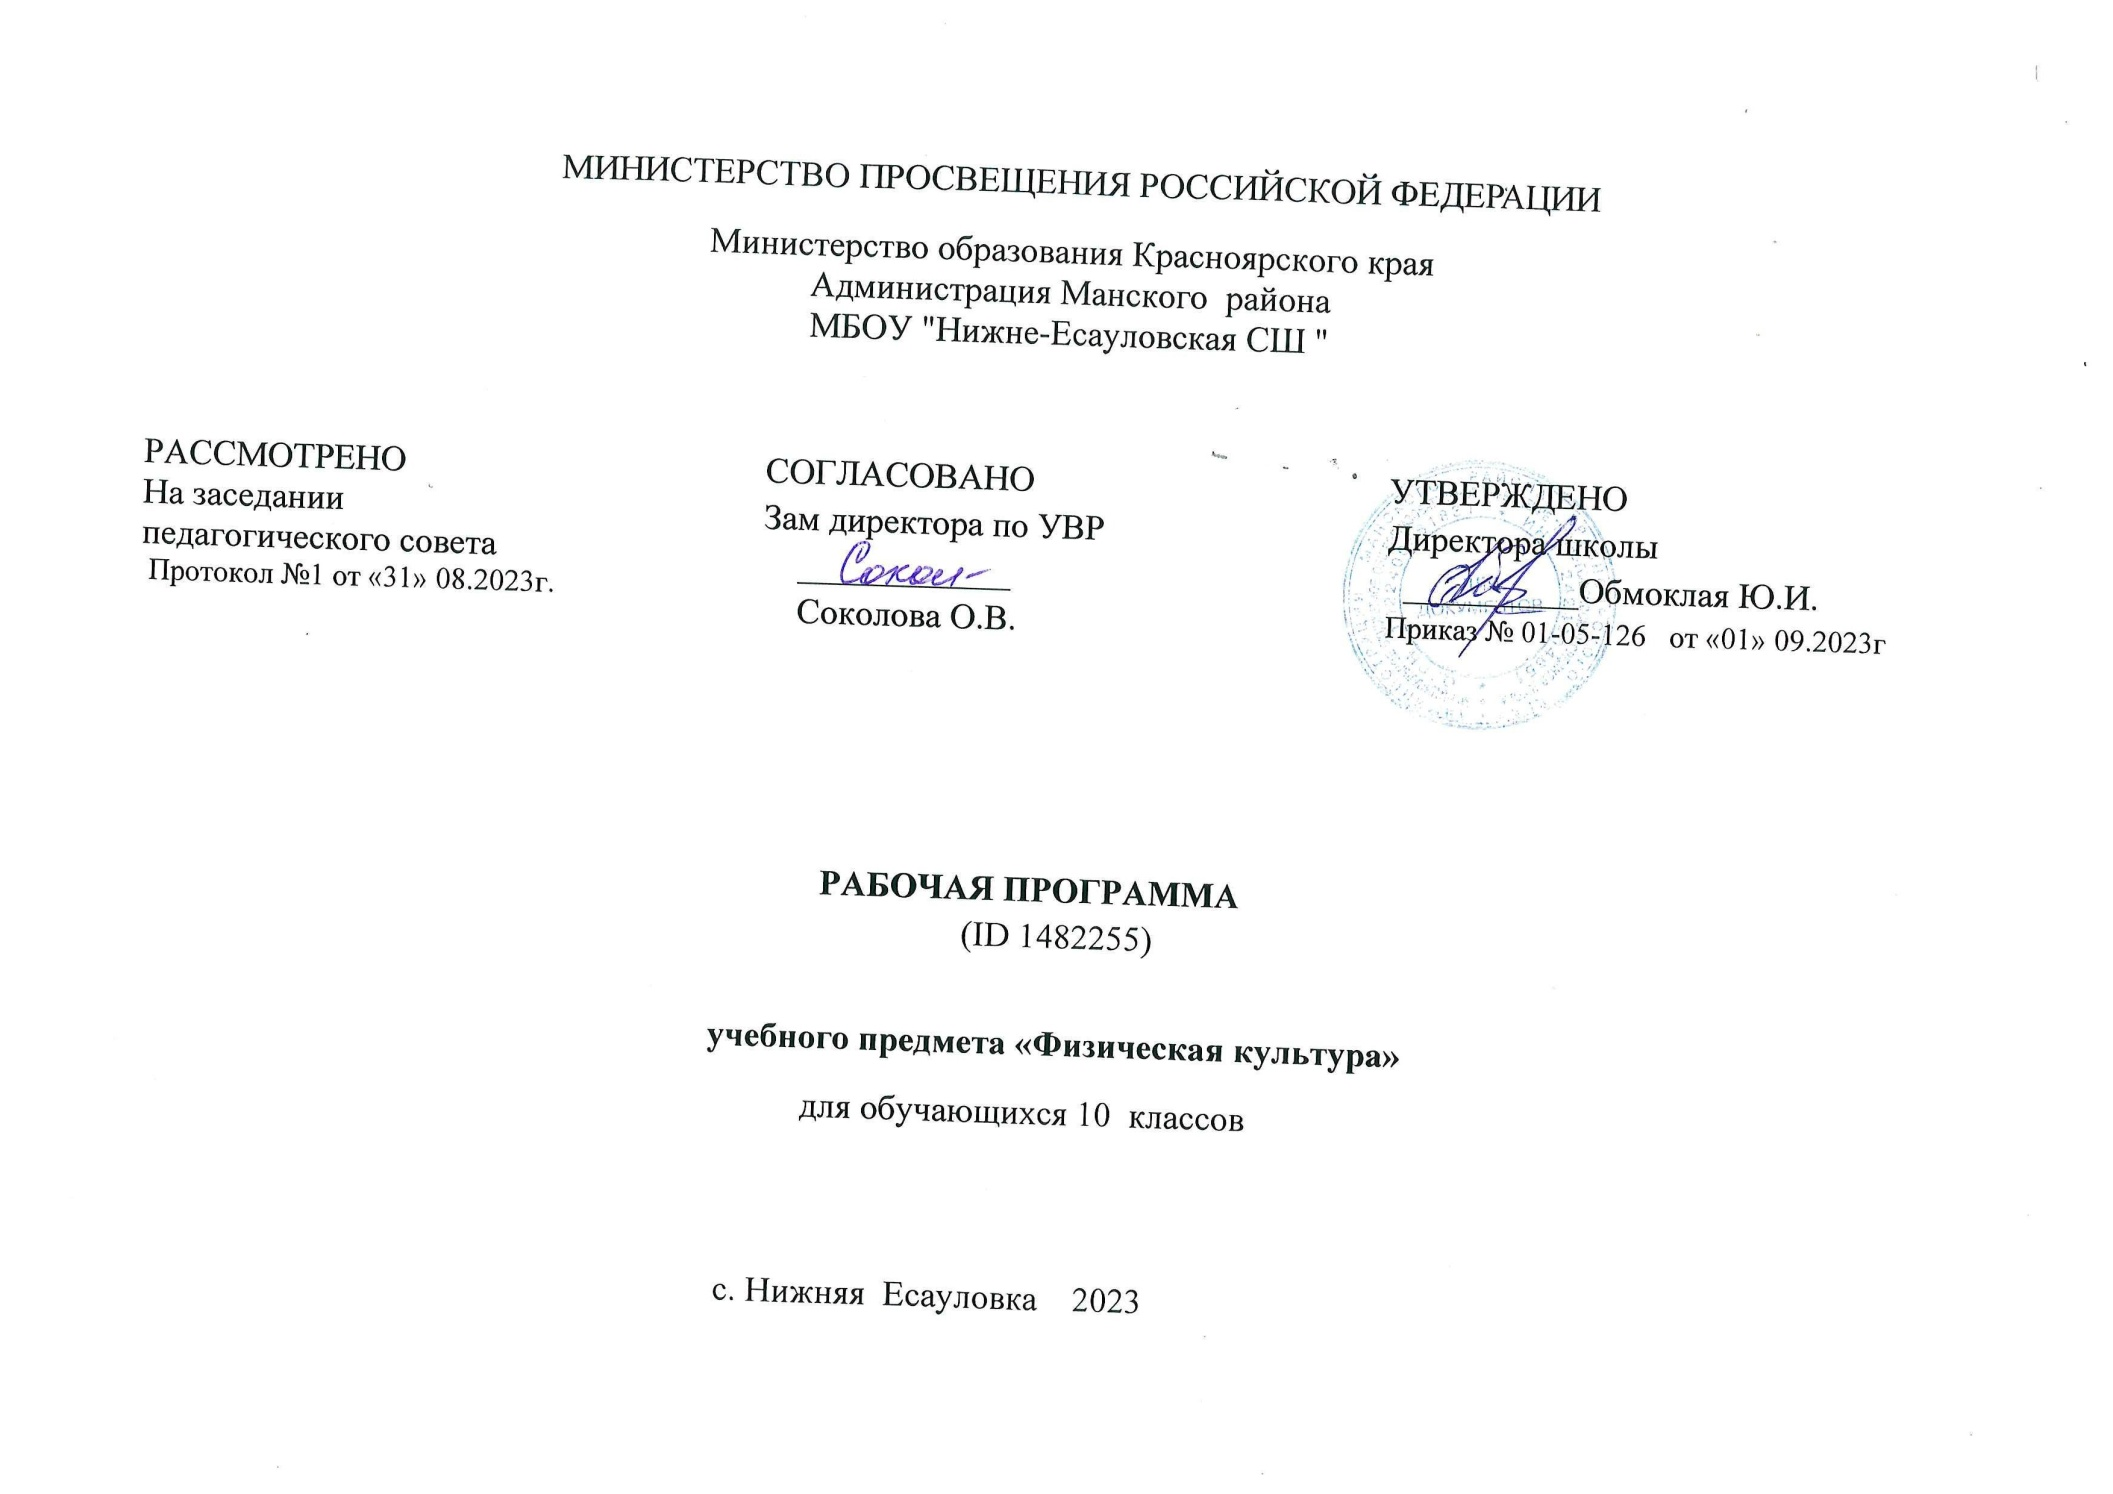 МИНИСТЕРСТВО ПРОСВЕЩЕНИЯ РОССИЙСКОЙ ФЕДЕРАЦИИ
Министерство образования Красноярского края
Администрация Манского района
МБОУ "Нижне-Есауловская СШ "
РАССМОТРЕНО
На заседании
педагогического совета
Протокол №1 от «31» 08.2023г.
СОГЛАСОВАНО
Зам директора по УВР
Соколова О.В.
УТВЕРЖДЕНО
Директора школы
Обмоклая Ю.И.
Приказ № 01-05-126 от «01» 09.2023г
ДОКУМЕНТОВ
РАБОЧАЯ ПРОГРАММА
(ID 1482255)
учебного предмета «Физическая культура»
для обучающихся 10 классов
с. Нижняя Есауловка 2023